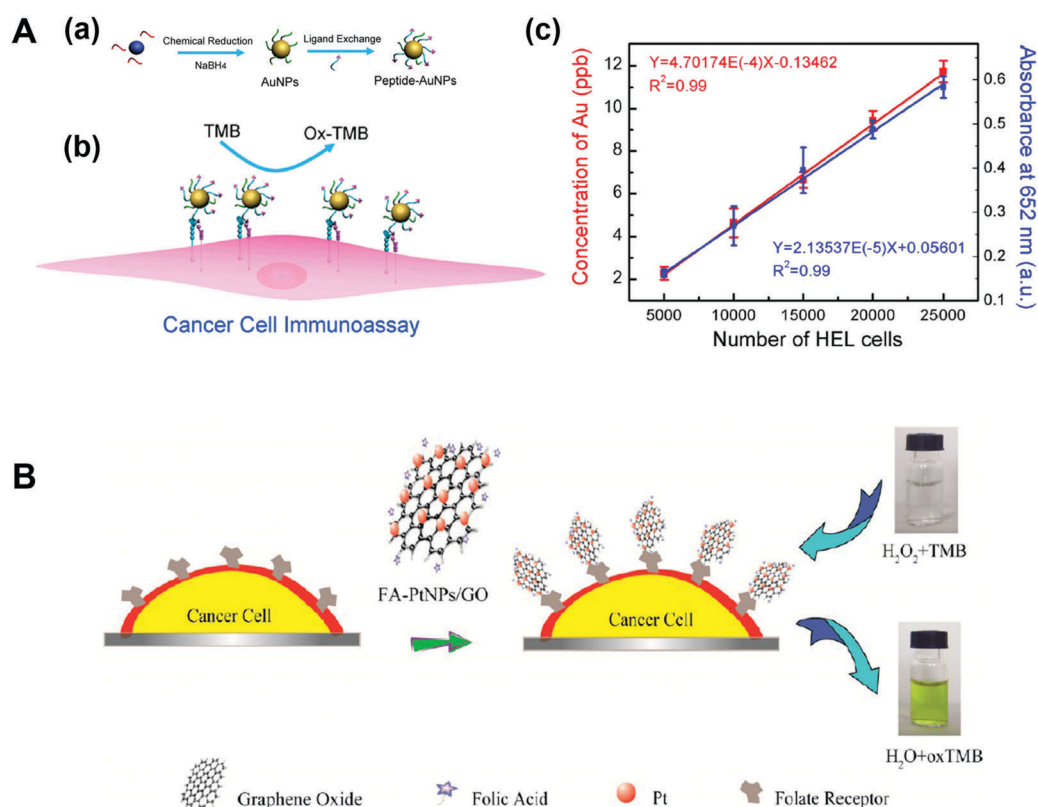 A
(a)
Chemical Reduction
NaBH4
AuNPs
Ligand Exchange
Peptide-AuNPs
(b)
TMB
Ox-TMB
Cancer Cell Immunoassay
(c)
Concentration of Au (ppb)
12
10
8
6
4
2
Y=4.70174E(-4)X-0.13462
R²=0.99
Y=2.13537E(-5)X+0.05601
R²=0.99
0.6
0.5
0.4
0.3
0.2
0.1
Absorbance at 652 nm (a.u.)
5000 10000 15000 20000 25000
Number of HEL cells
B
Cancer Cell
FA-PtNPs/GO
Cancer Cell
H₂O₂+TMB
H₂O+oxTMB
Graphene Oxide
Folic Acid
Pt
Folate Receptor